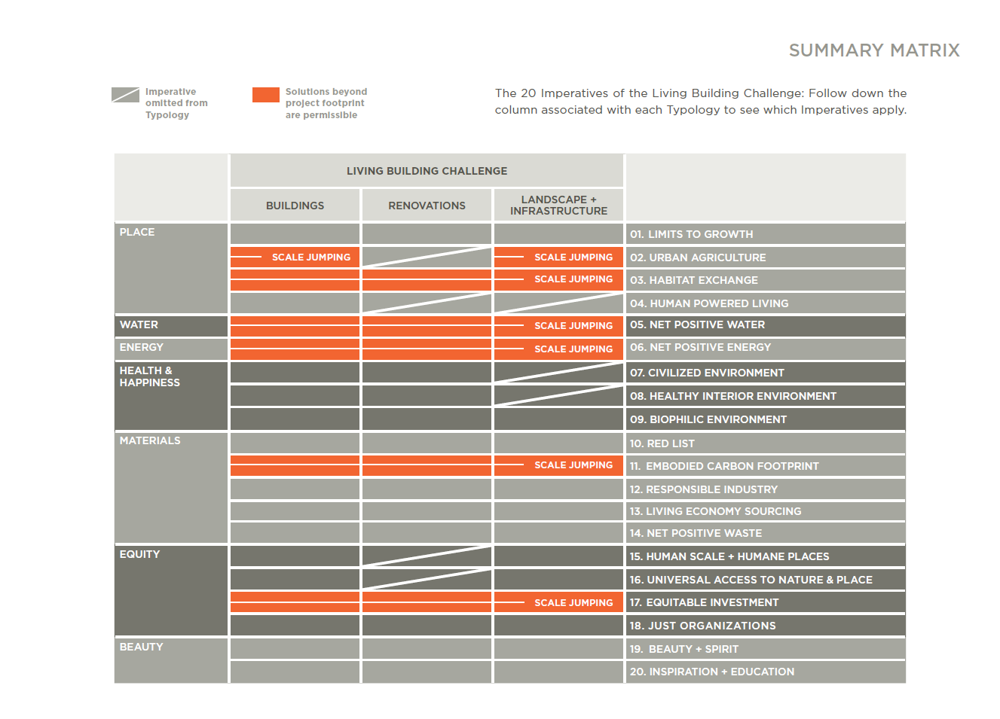 SUMMARY MATRIX
Imperative
omitted from
Typology
Solutions beyond
project footprint
are permissible
The 20 Imperatives of the Living Building Challenge: Follow down the
column associated with each Typology to see which Imperatives apply.
LIVING BUILDING CHALLENGE
BUILDINGS
RENOVATIONS
LANDSCAPE +
INFRASTRUCTURE
PLACE
01. LIMITS TO GROWTH
SCALE JUMPING
SCALE JUMPING
02. URBAN AGRICULTURE
SCALE JUMPING
03. HABITAT EXCHANGE
04. HUMAN POWERED LIVING
WATER
SCALE JUMPING
05. NET POSITIVE WATER
ENERGY
SCALE JUMPING
06. NET POSITIVE ENERGY
HEALTH &
HAPPINESS
07. CIVILIZED ENVIRONMENT
08. HEALTHY INTERIOR ENVIRONMENT
09. BIOPHILIC ENVIRONMENT
MATERIALS
10. RED LIST
SCALE JUMPING
11. EMBODIED CARBON FOOTPRINT
12. RESPONSIBLE INDUSTRY
13. LIVING ECONOMY SOURCING
14. NET POSITIVE WASTE
EQUITY
15. HUMAN SCALE + HUMANE PLACES
16. UNIVERSAL ACCESS TO NATURE & PLACE
SCALE JUMPING
17. EQUITABLE INVESTMENT
18. JUST ORGANIZATIONS
BEAUTY
19. BEAUTY + SPIRIT
20. INSPIRATION + EDUCATION